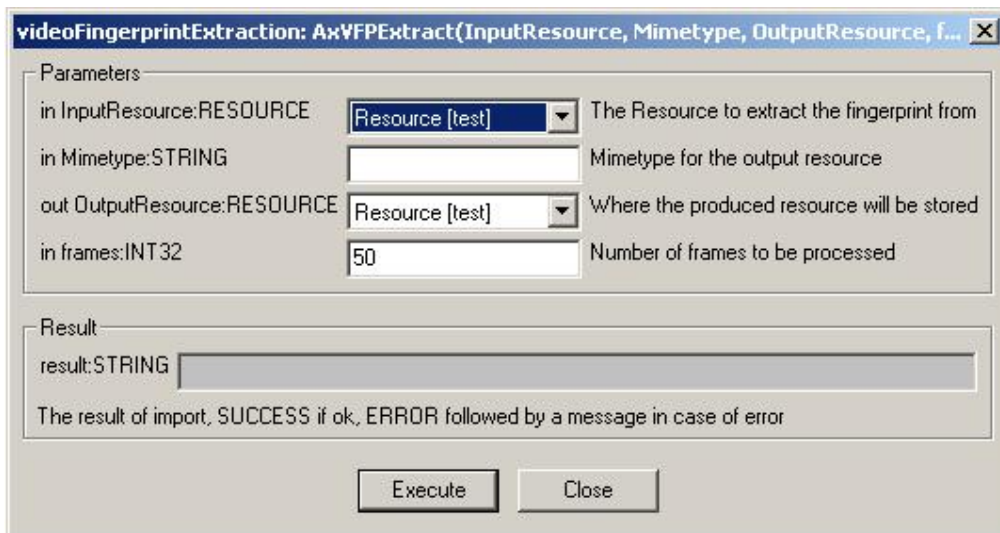 videoFingerprintExtraction: AxVFPExtract(InputResource, Mimetype, OutputResource, f...
Parameters
in InputResource:RESOURCE Resource [test] The Resource to extract the fingerprint from
in Mimetype:STRING Mimetype for the output resource
out OutputResource:RESOURCE Resource [test] Where the produced resource will be stored
in frames:INT32 50 Number of frames to be processed
Result
result:STRING
The result of import, SUCCESS if ok, ERROR followed by a message in case of error
Execute Close